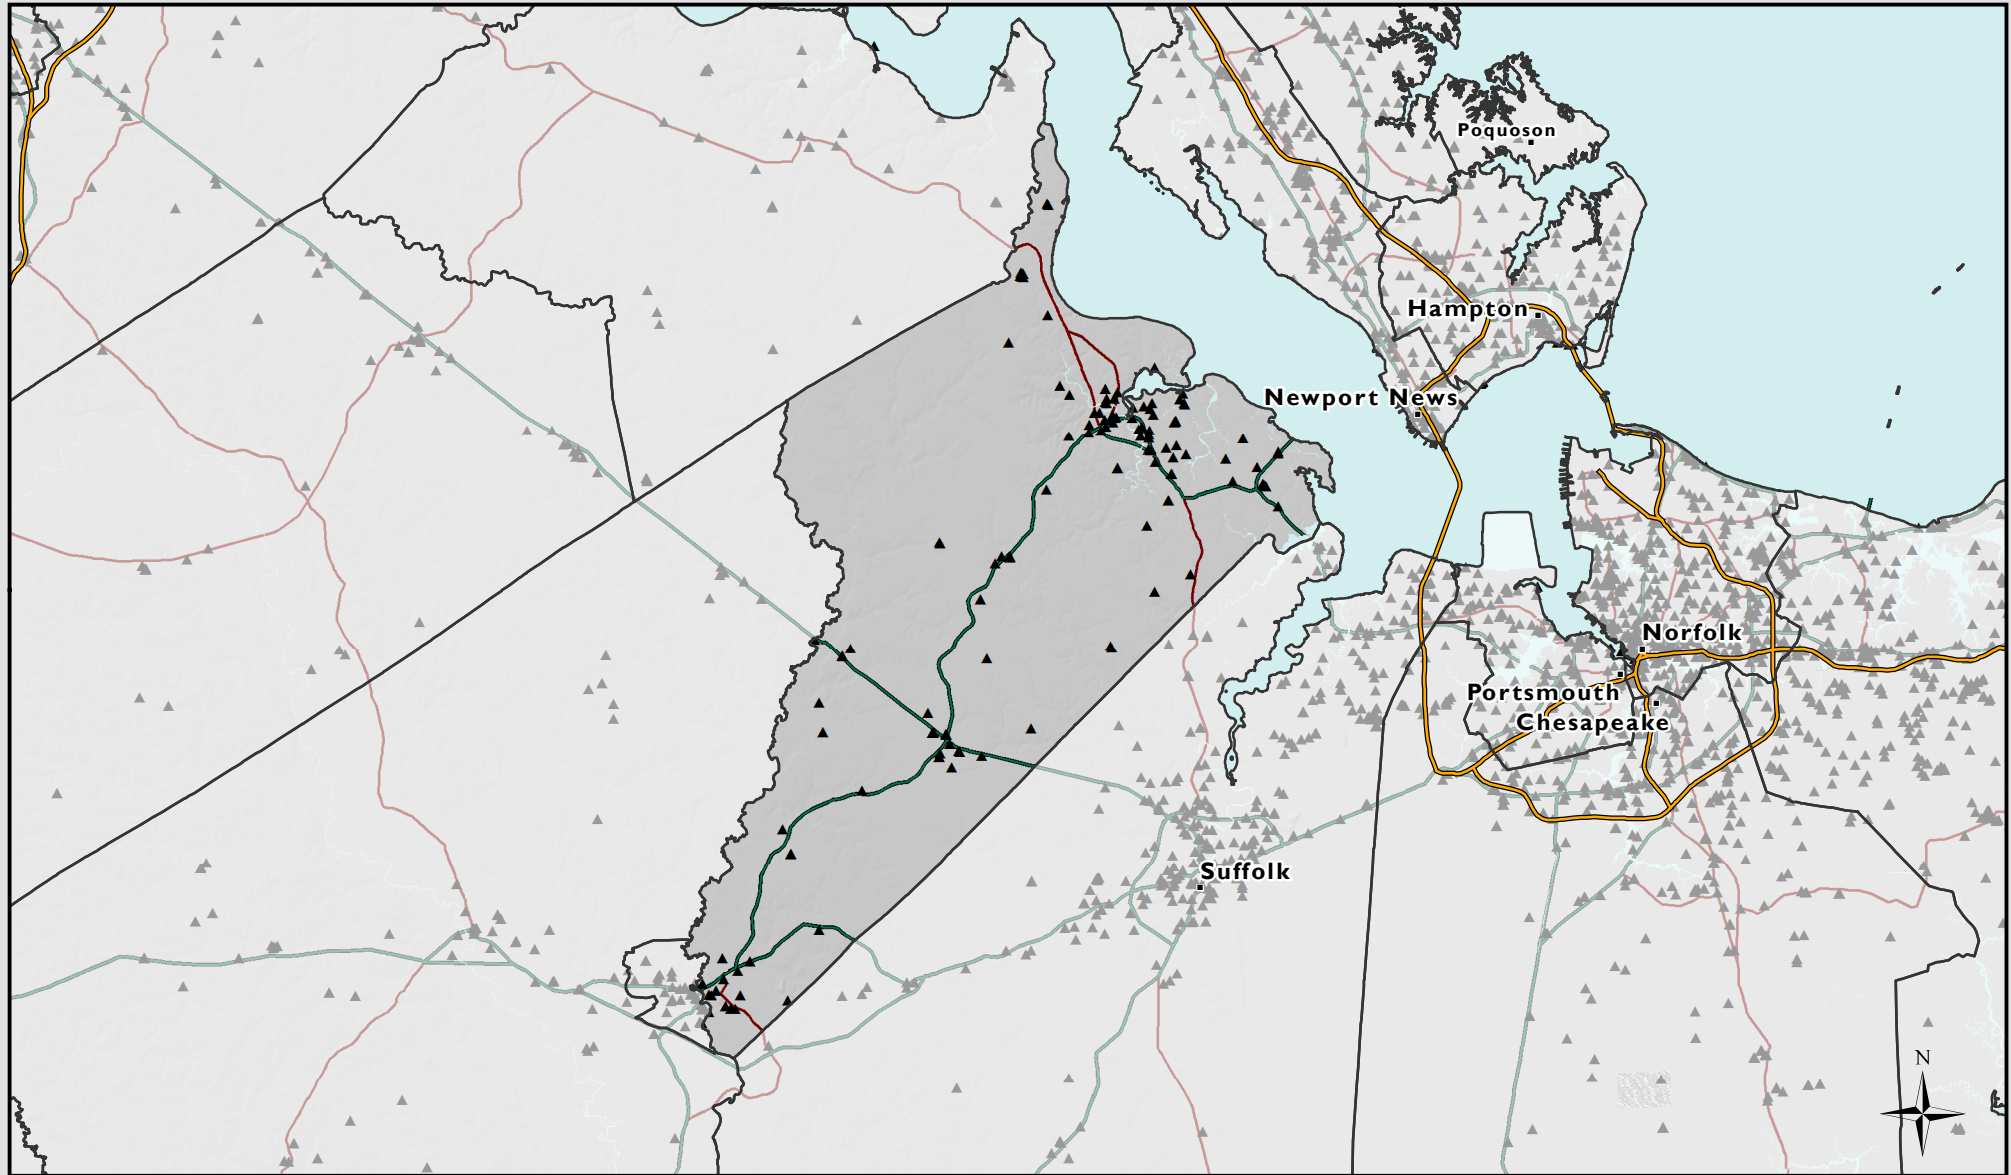 Poquoson
Hampton
Newport News
Norfolk
Portsmouth
Chesapeake
Suffolk
N